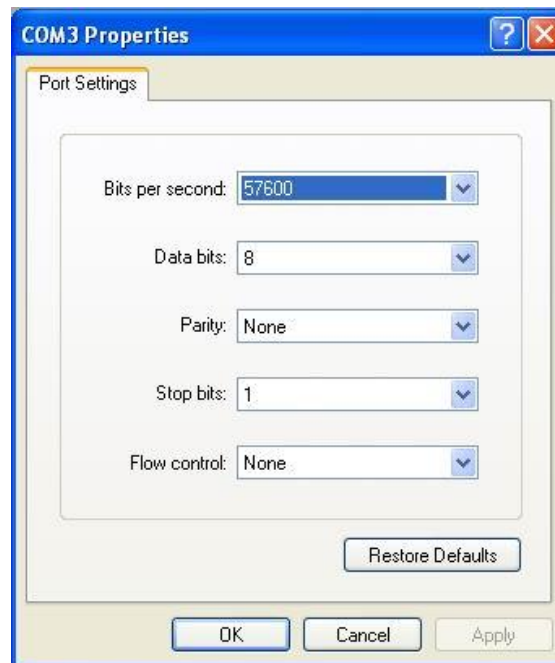 COM3 Properties
Port Settings
Bits per second: 57600
Data bits: 8
Parity: None
Stop bits: 1
Flow control: None
Restore Defaults
OK Cancel Apply